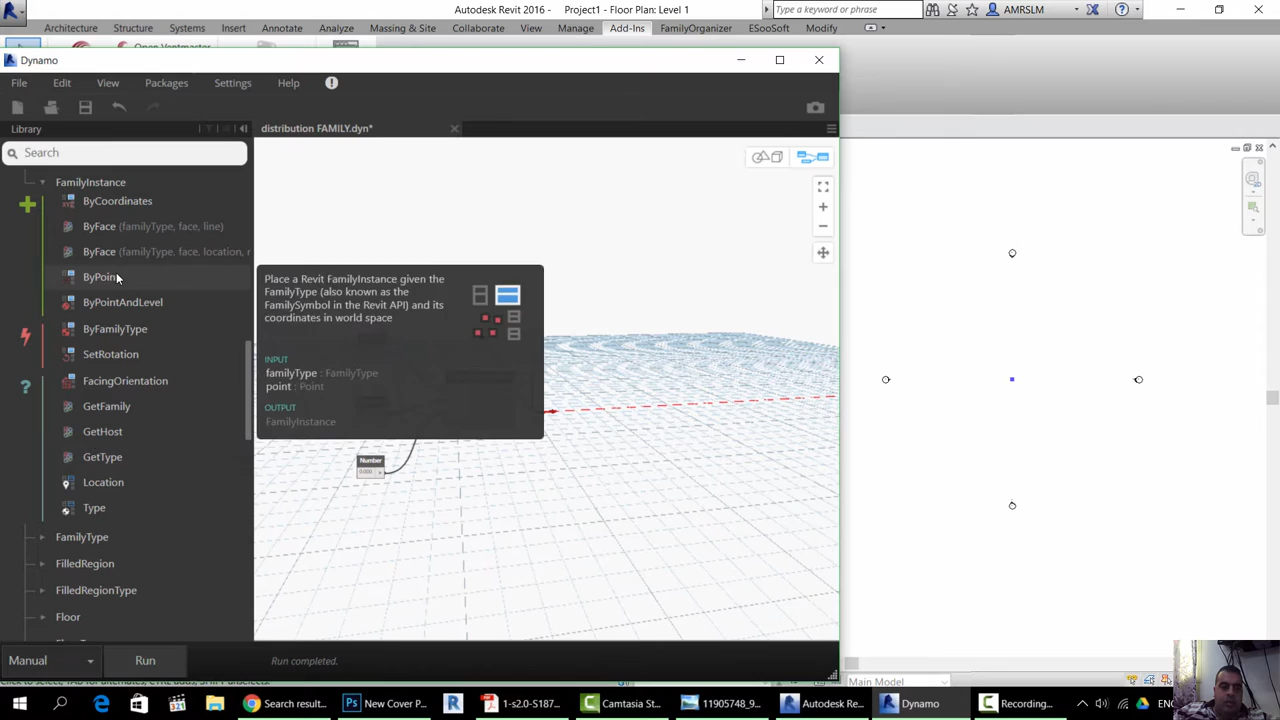 Autodesk Revit 2016 - Project1 - Floor Plan: Level 1
Type a keyword or phrase
AMRSLM
Architecture Structure Systems Insert Annotate Analyze Massing & Site Collaborate View Manage Add-Ins FamilyOrganizer ESooSoft Modify
Dynamo
File Edit View Packages Settings Help
Library
distribution FAMILY.dyn*
Search
FamilyInstance
ByCoordinates
ByFace (familyType, face, line)
ByFace (familyType. face. location, r
ByPoin
ByPointAndLevel
ByFamilyType
SetRotation
FacingOrientation
GetFamily
GetHost
GetType
Location
Type
FamilyType
FilledRegion
FilledRegionType
Floor
Place a Revit FamilyInstance given the
FamilyType (also known as the
FamilySymbol in the Revit API) and its
coordinates in world space
INPUT
familyType : FamilyType
point : Point
OUTPUT
FamilyInstance
Number
0.000
Manual
Run
Run completed.
Main Model
Search result...
New Cover P...
1-s2.0-S187...
Camtasia St...
11905748_9...
Autodesk Re...
Dynamo
Recording...
ENG